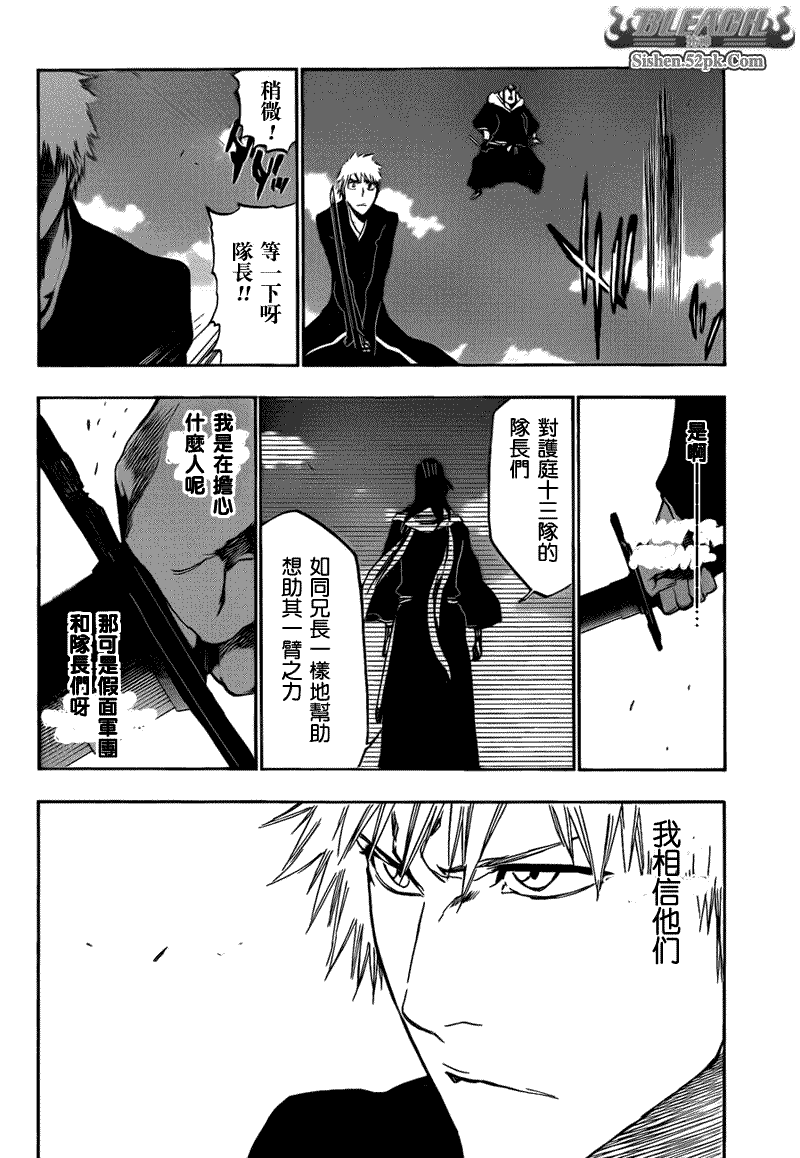 BLEACH
Sishen.52pk.Com
稍微！
等一下呀
隊長!!
是啊………
對護庭十三隊的
隊長們
如同兄長一樣地幫助
想助其一臂之力
我是在擔心
什麼人呢
那可是假面軍團
和隊長們呀
我相信他们